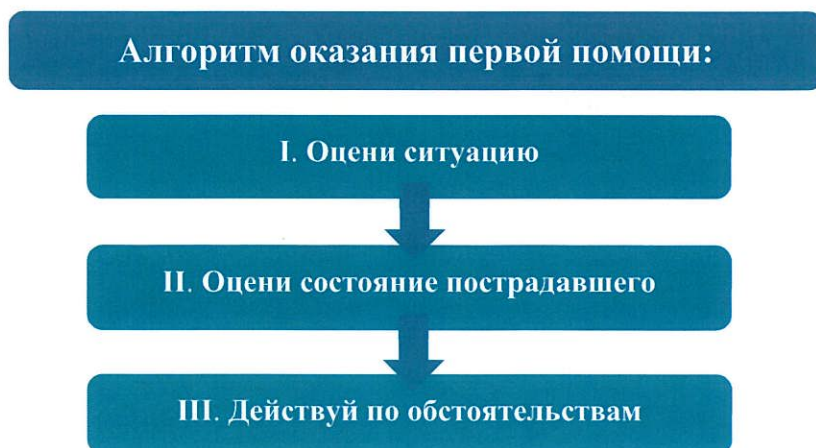 Алгоритм оказания первой помощи:
I. Оцени ситуацию
II. Оцени состояние пострадавшего
III. Действуй по обстоятельствам